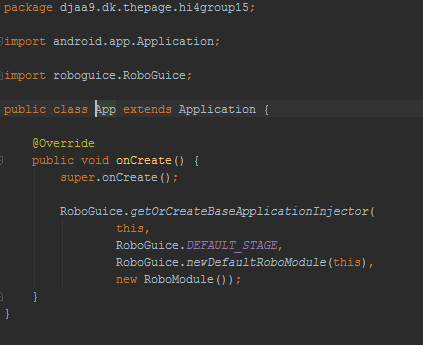 package djaa9.dk.thepage.hi4group15;
import android.app.Application;
import roboguice.RoboGuice;
public class App extends Application {
@Override
public void onCreate() {
super.onCreate();
RoboGuice.getOrCreateBaseApplicationInjector(
this,
RoboGuice.DEFAULT_STAGE,
RoboGuice.newDefaultRoboModule(this),
new RoboModule());
}
}